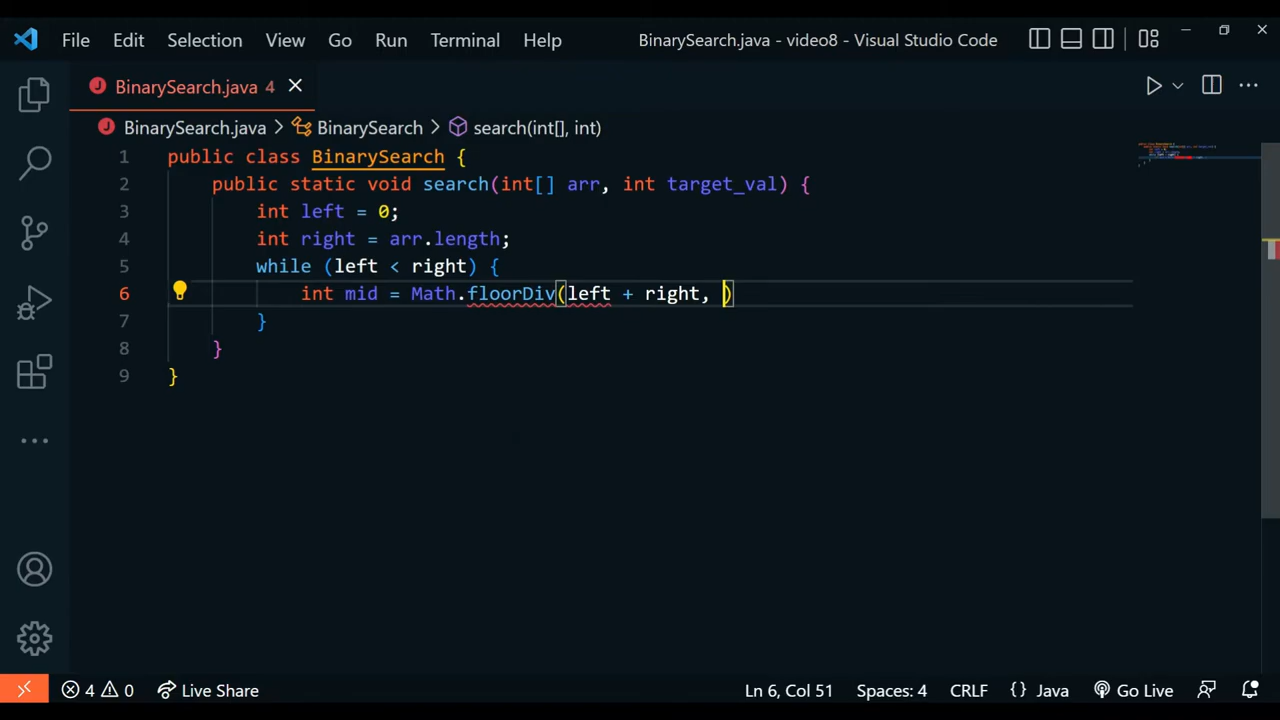 File Edit Selection View Go Run Terminal Help BinarySearch.java - video8 - Visual Studio Code
BinarySearch.java 4
BinarySearch.java > BinarySearch > search(int[], int)
1 public class BinarySearch {
2 public static void search(int[] arr, int target_val) {
3 int left = 0;
4 int right = arr.length;
5 while (left < right) {
6 int mid = Math.floorDiv(left + right, )
7 }
8 }
9 }
4 0 Live Share Ln 6, Col 51 Spaces: 4 CRLF {} Java Go Live